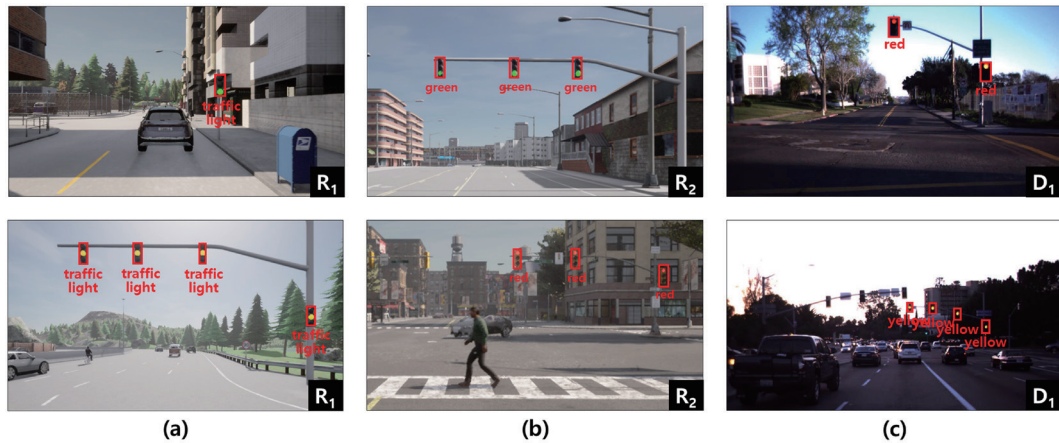 traffic
light
R1
green
green
green
R2
red
red
D1
traffic
light
traffic
light
traffic
light
traffic
light
R1
red
red
red
R2
yellow
yellow
yellow
yellow
D1
(a)
(b)
(c)